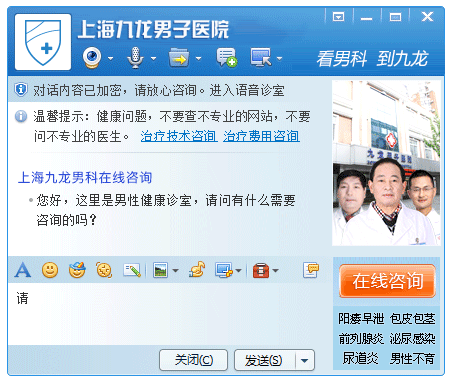 上海九龙男子医院
看男科 到九龙
对话内容已加密，请放心咨询。进入语音诊室
温馨提示：健康问题，不要查不专业的网站，不要
问不专业的医生。 治疗技术咨询 治疗费用咨询
上海九龙男科在线咨询
您好，这里是男性健康诊室，请问有什么需要
咨询的吗？
请
关闭(C)
发送(S)
在线咨询
阳痿早泄 包皮包茎
前列腺炎 泌尿感染
尿道炎 男性不育